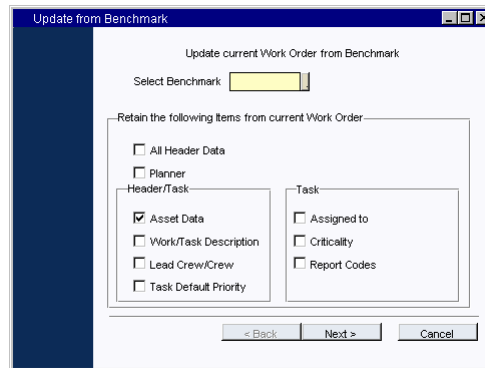 Update from Benchmark
Update current Work Order from Benchmark
Select Benchmark
Retain the following Items from current Work Order
All Header Data
Planner
Header/Task
Asset Data
Work/Task Description
Lead Crew/Crew
Task Default Priority
Task
Assigned to
Criticality
Report Codes
< Back Next > Cancel